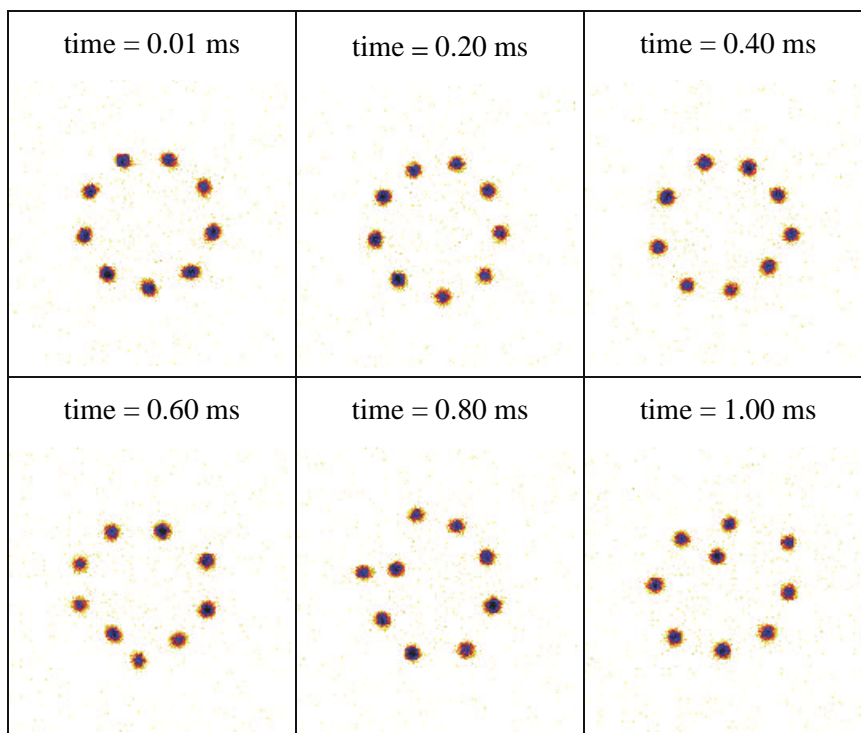 time = 0.01 ms
time = 0.20 ms
time = 0.40 ms
time = 0.60 ms
time = 0.80 ms
time = 1.00 ms